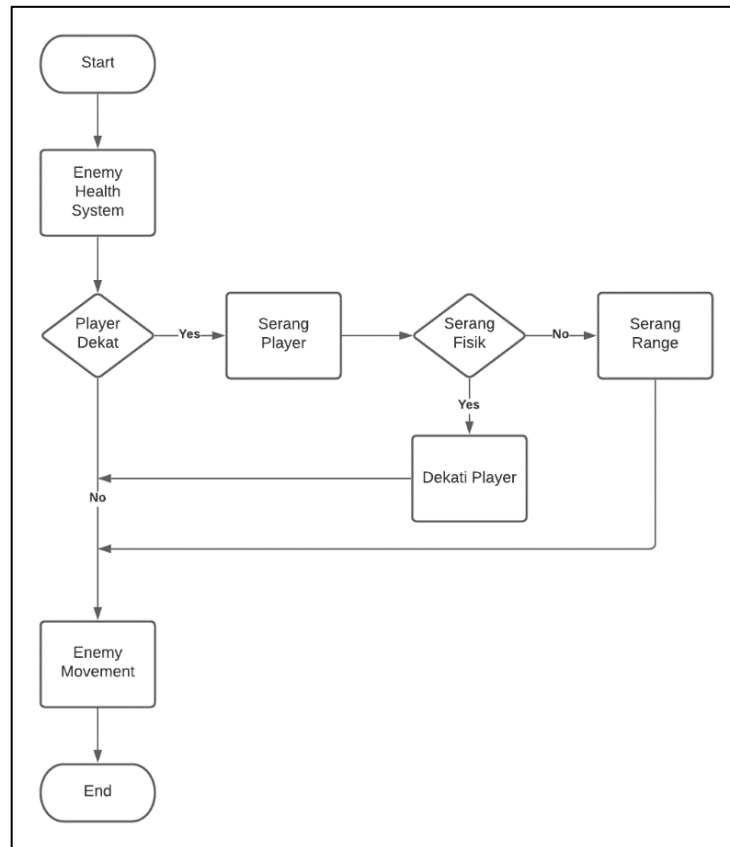 Start
Enemy
Health
System
Player
Dekat
Yes
Serang
Player
Serang
Fisik
No
Serang
Range
Yes
Dekati Player
No
Enemy
Movement
End